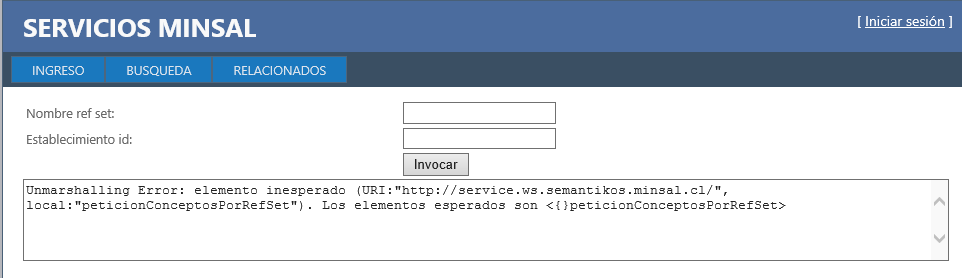 SERVICIOS MINSAL
[ Iniciar sesión ]
INGRESO BUSQUEDA RELACIONADOS
Nombre ref set:
Establecimiento id:
Invocar
Unmarshalling Error: elemento inesperado (URI:"http://service.ws.semantikos.minsal.cl/",
local:"peticionConceptosPorRefSet"). Los elementos esperados son <{}peticionConceptosPorRefSet>